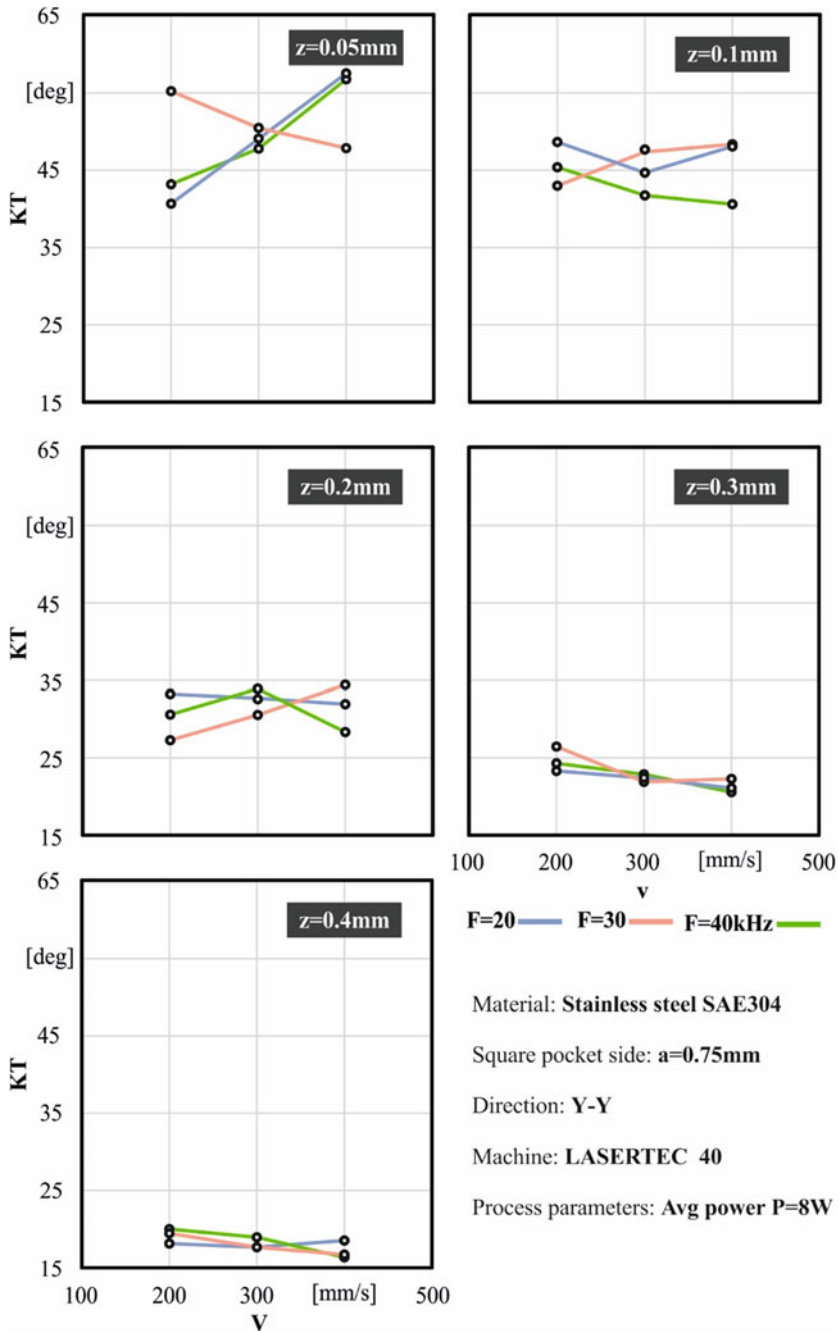 65
z=0.05mm
z=0.1mm
[deg]
45
KT
35
25
15
65
z=0.2mm
z=0.3mm
[deg]
45
KT
35
25
15
100 200 300 [mm/s] 500
v
65
z=0.4mm
[deg]
45
KT
35
25
15
100 200 300 [mm/s] 500
V
F=20 F=30 F=40kHz
Material: Stainless steel SAE304
Square pocket side: a=0.75mm
Direction: Y-Y
Machine: LASERTEC 40
Process parameters: Avg power P=8W